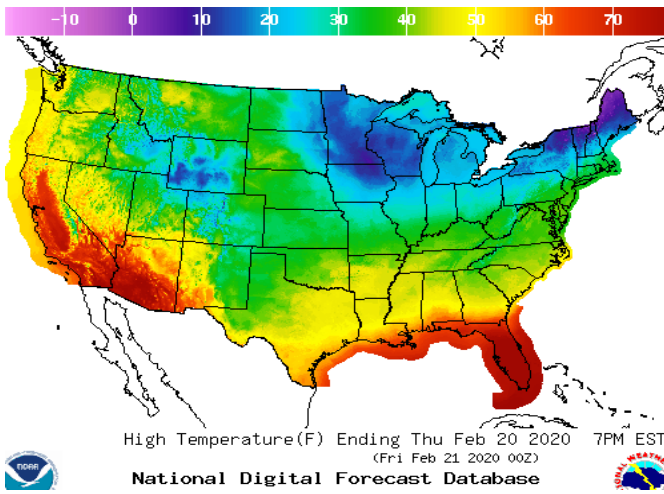 -10 0 10 20 30 40 50 60 70
High Temperature(F) Ending Thu Feb 20 2020 7PM EST
(Fri Feb 21 2020 00Z)
National Digital Forecast Database
NOAA